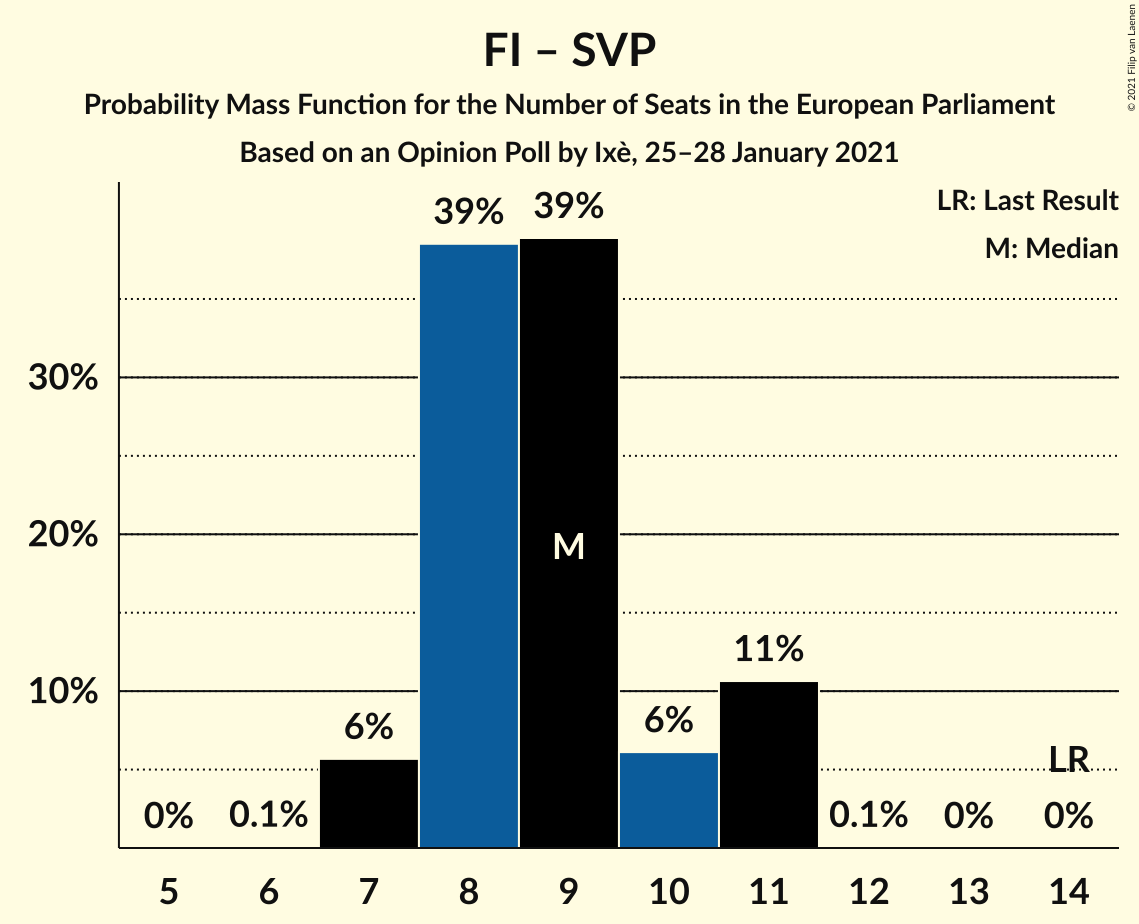 FI – SVP
Probability Mass Function for the Number of Seats in the European Parliament
Based on an Opinion Poll by Ixè, 25–28 January 2021
© 2021 Filip van Laenen
LR: Last Result
M: Median
39%
39%
30%
20%
M
11%
10%
6%
6%
LR
0%
0.1%
0.1%
0%
0%
5 6 7 8 9 10 11 12 13 14